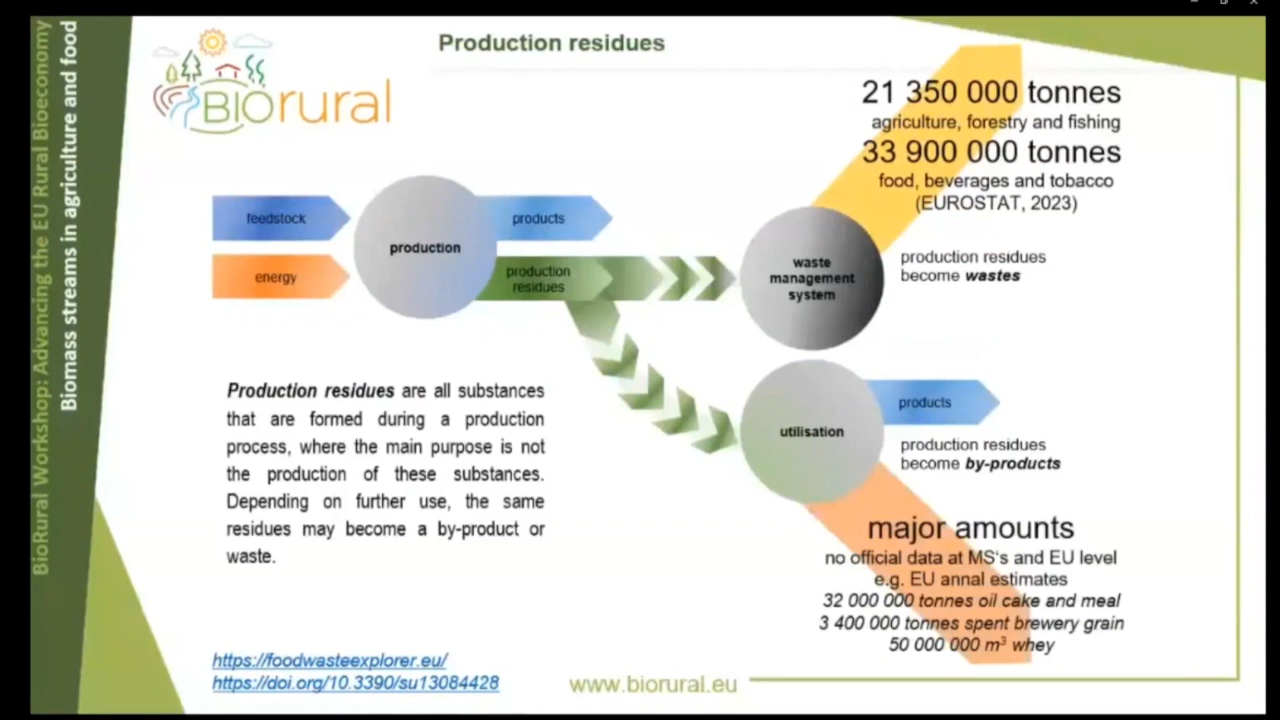 BioRural Workshop: Advancing the EU Rural Bioeconomy
Biomass streams in agriculture and food
BIOrural
Production residues
21 350 000 tonnes
agriculture, forestry and fishing
33 900 000 tonnes
food, beverages and tobacco
(EUROSTAT, 2023)
feedstock
energy
production
products
production
residues
waste
management
system
production residues
become wastes
utilisation
products
production residues
become by-products
Production residues are all substances
that are formed during a production
process, where the main purpose is not
the production of these substances.
Depending on further use, the same
residues may become a by-product or
waste.
major amounts
no official data at MS's and EU level
e.g. EU annal estimates
32 000 000 tonnes oil cake and meal
3 400 000 tonnes spent brewery grain
50 000 000 m³ whey
https://foodwasteexplorer.eu/
https://doi.org/10.3390/su13084428
www.biorural.eu